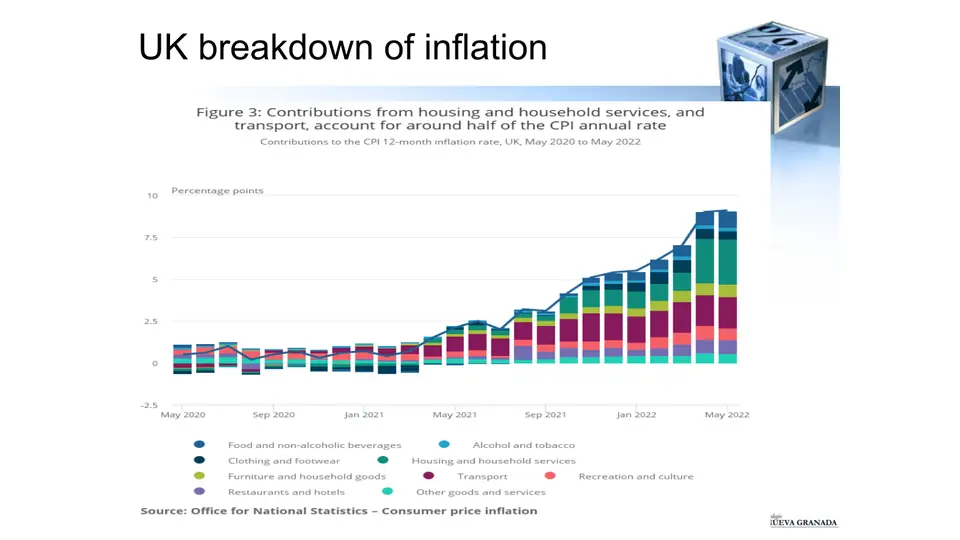 UK breakdown of inflation
%
Figure 3: Contributions from housing and household services, and
transport, account for around half of the CPI annual rate
Contributions to the CPI 12-month inflation rate, UK, May 2020 to May 2022
Percentage points
10
7.5
5
2.5
0
-2.5
May 2020 Sep 2020 Jan 2021 May 2021 Sep 2021 Jan 2022 May 2022
Food and non-alcoholic beverages Alcohol and tobacco
Clothing and footwear Housing and household services
Furniture and household goods Transport Recreation and culture
Restaurants and hotels Other goods and services
Source: Office for National Statistics – Consumer price inflation
UEVA GRANADA